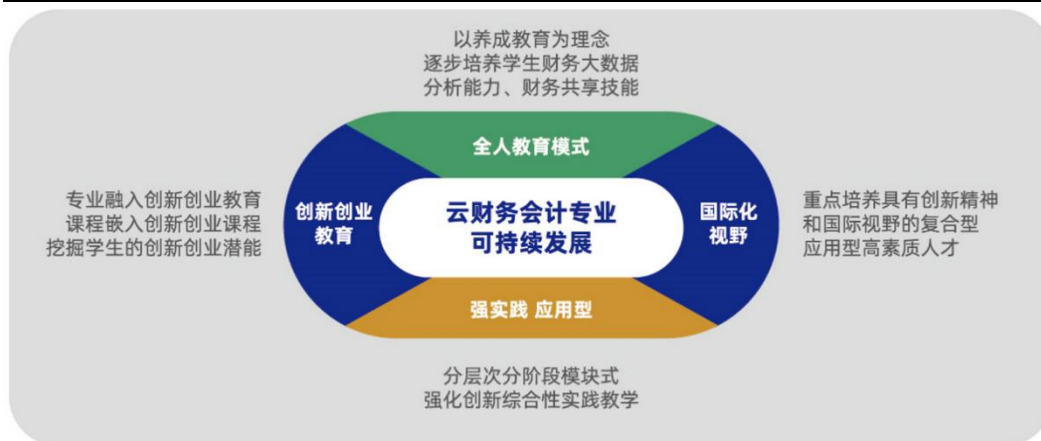 以养成教育为理念
逐步培养学生财务大数据
分析能力、财务共享技能
全人教育模式
专业融入创新创业教育
课程嵌入创新创业课程
挖掘学生的创新创业潜能
创新创业
教育
云财务会计专业
可持续发展
国际化
视野
重点培养具有创新精神
和国际视野的复合型
应用型高素质人才
强实践 应用型
分层次分阶段模块式
强化创新综合性实践教学